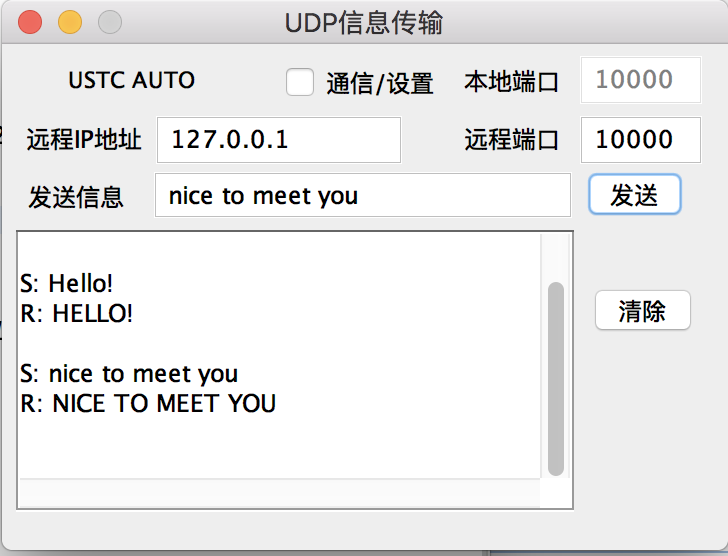 UDP信息传输
USTC AUTO 通信/设置 本地端口 10000
远程IP地址 127.0.0.1 远程端口 10000
发送信息 nice to meet you 发送
S: Hello!
R: HELLO!
清除
S: nice to meet you
R: NICE TO MEET YOU